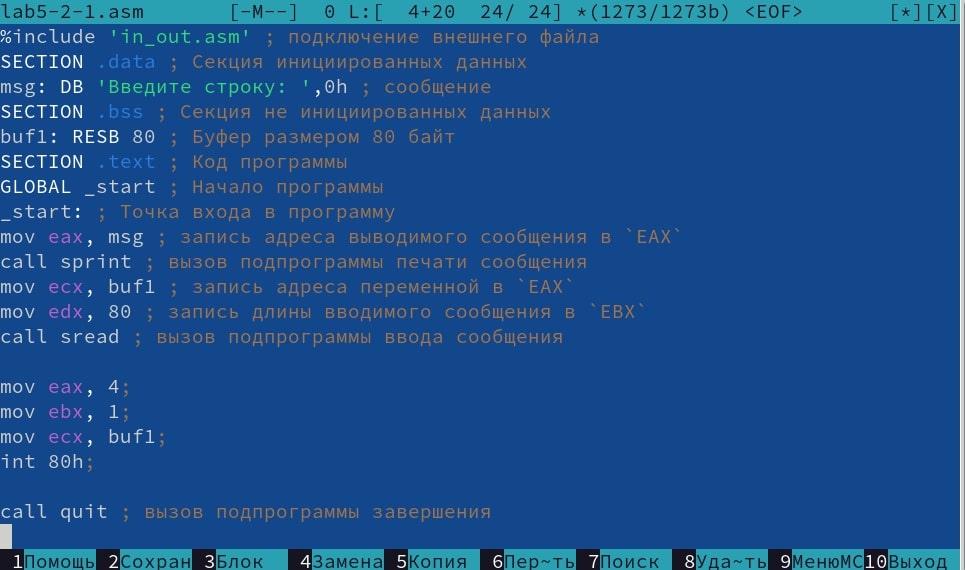 lab5-2-1.asm [-M--] 0 L:[ 4+20 24/ 24] *(1273/1273b) <EOF> [*][X]
%include 'in_out.asm' ; подключение внешнего файла
SECTION .data ; Секция инициированных данных
msg: DB 'Введите строку: ',0h ; сообщение
SECTION .bss ; Секция не инициированных данных
buf1: RESB 80 ; Буфер размером 80 байт
SECTION .text ; Код программы
GLOBAL _start ; Начало программы
_start: ; Точка входа в программу
mov eax, msg ; запись адреса выводимого сообщения в `EAX`
call sprint ; вызов подпрограммы печати сообщения
mov ecx, buf1 ; запись адреса переменной в `EAX`
mov edx, 80 ; запись длины вводимого сообщения в `EBX`
call sread ; вызов подпрограммы ввода сообщения
mov eax, 4;
mov ebx, 1;
mov ecx, buf1;
int 80h;
call quit ; вызов подпрограммы завершения
1Помощь 2Сохран 3Блок 4Замена 5Копия 6Пер~ть 7Поиск 8Уда~ть 9МенюMC 10Выход